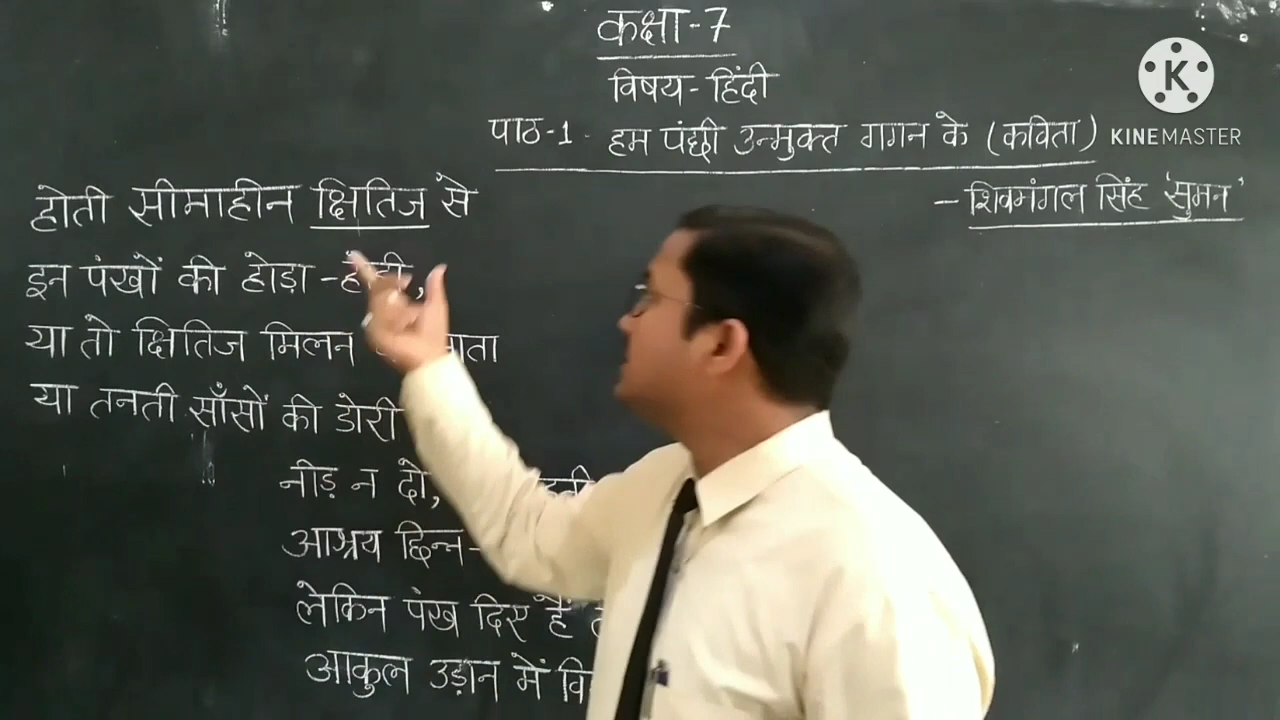 कक्षा-7
विषय- हिंदी
पाठ-1. हम पंछी उन्मुक्त गगन के (कविता)
KINEMASTER
- शिवमंगल सिंह 'सुमन'
होती सीमाहीन क्षितिज से
इन पंखों की होड़ा-
या तो क्षितिज मिलन
या तनती साँसों की डोरी
नीड़ न दो,
आश्रय छिन्न-
लेकिन पंख दिए हैं
आकुल उड़ान में